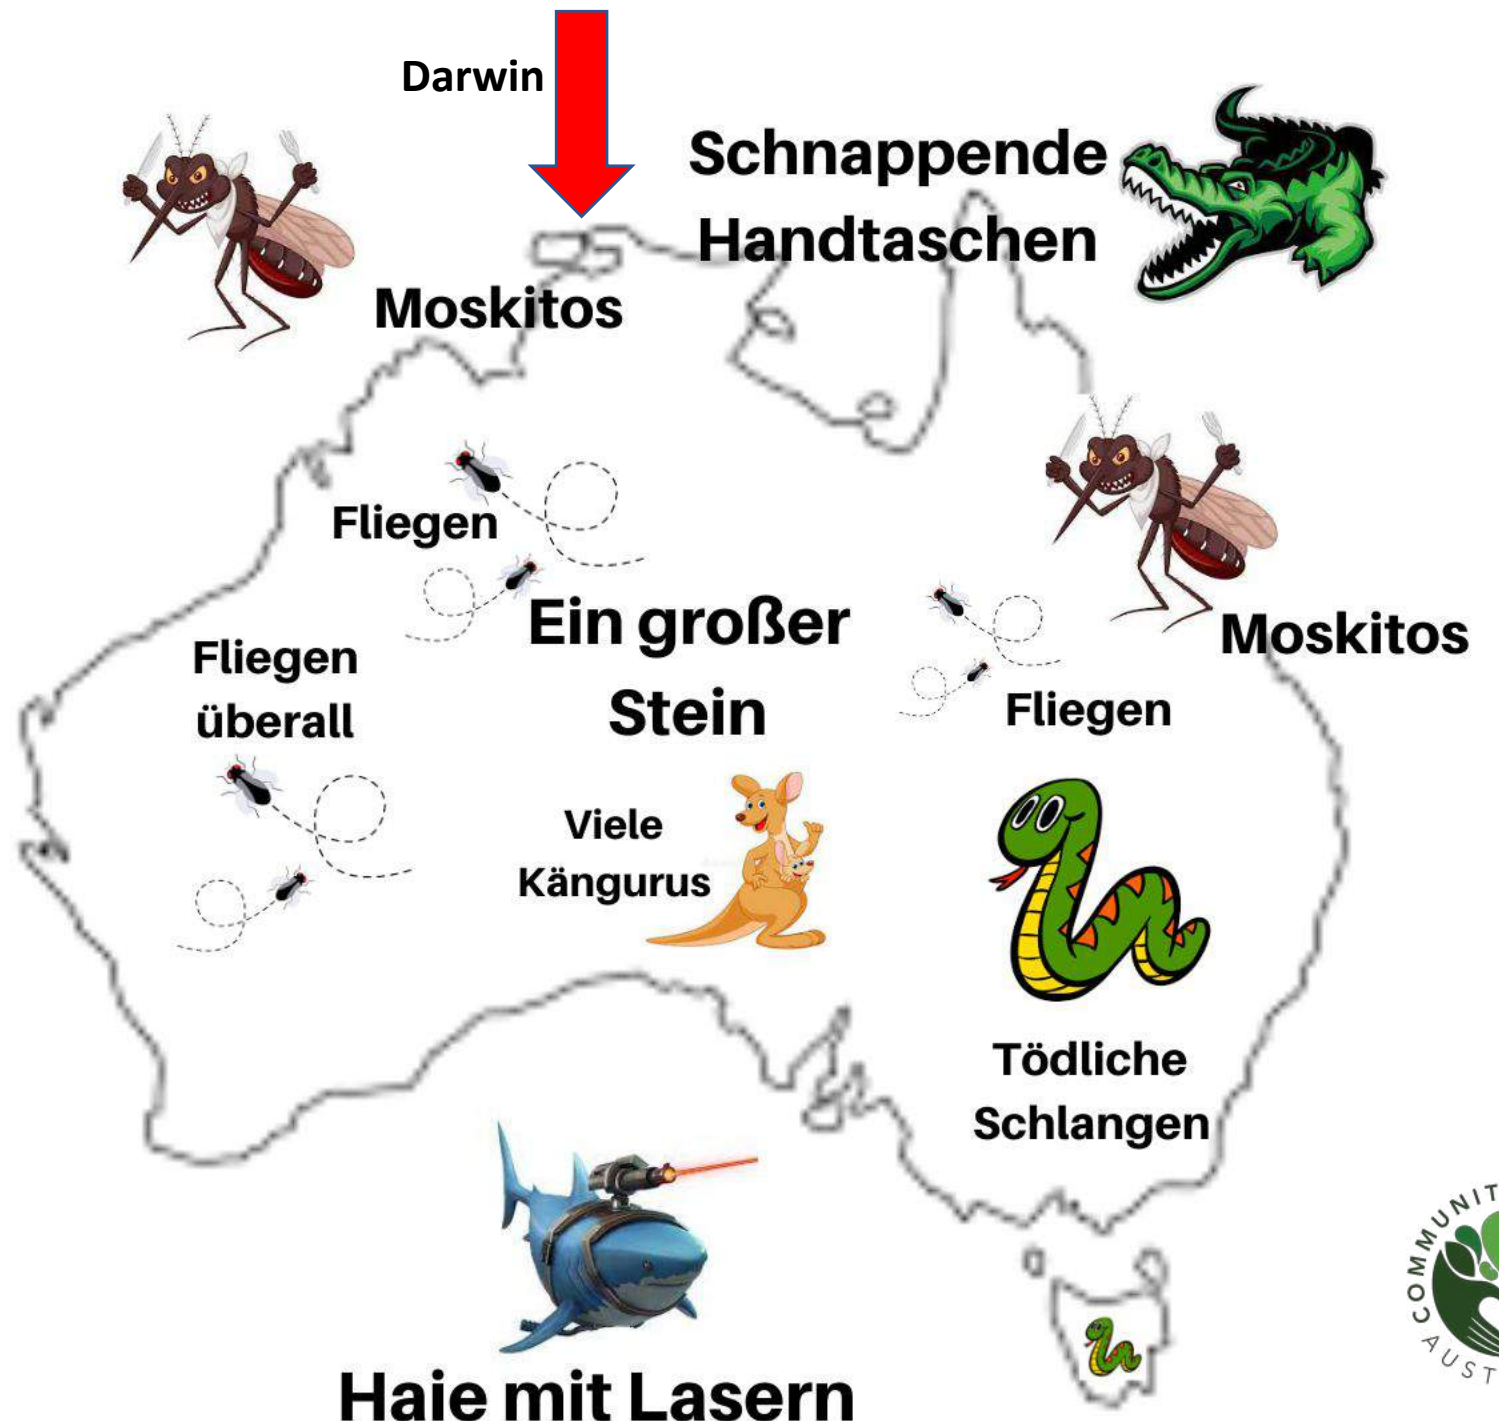 Darwin
Schnappende
Handtaschen
Moskitos
Fliegen
Ein großer
Stein
Fliegen
überall
Moskitos
Fliegen
Viele
Kängurus
Tödliche
Schlangen
Haie mit Lasern